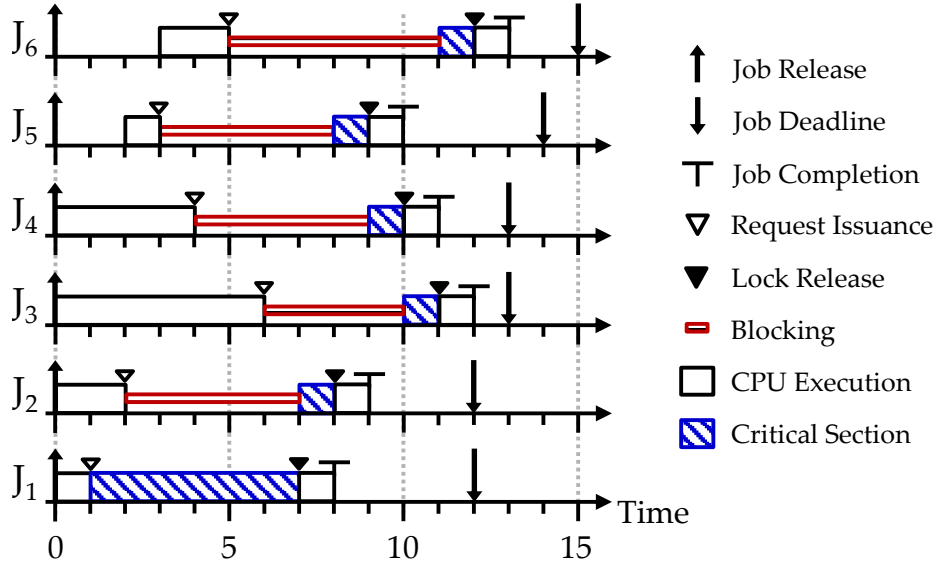 J6
J5
J4
J3
J2
J1
0 5 10 15
Time
Job Release
Job Deadline
Job Completion
Request Issuance
Lock Release
Blocking
CPU Execution
Critical Section